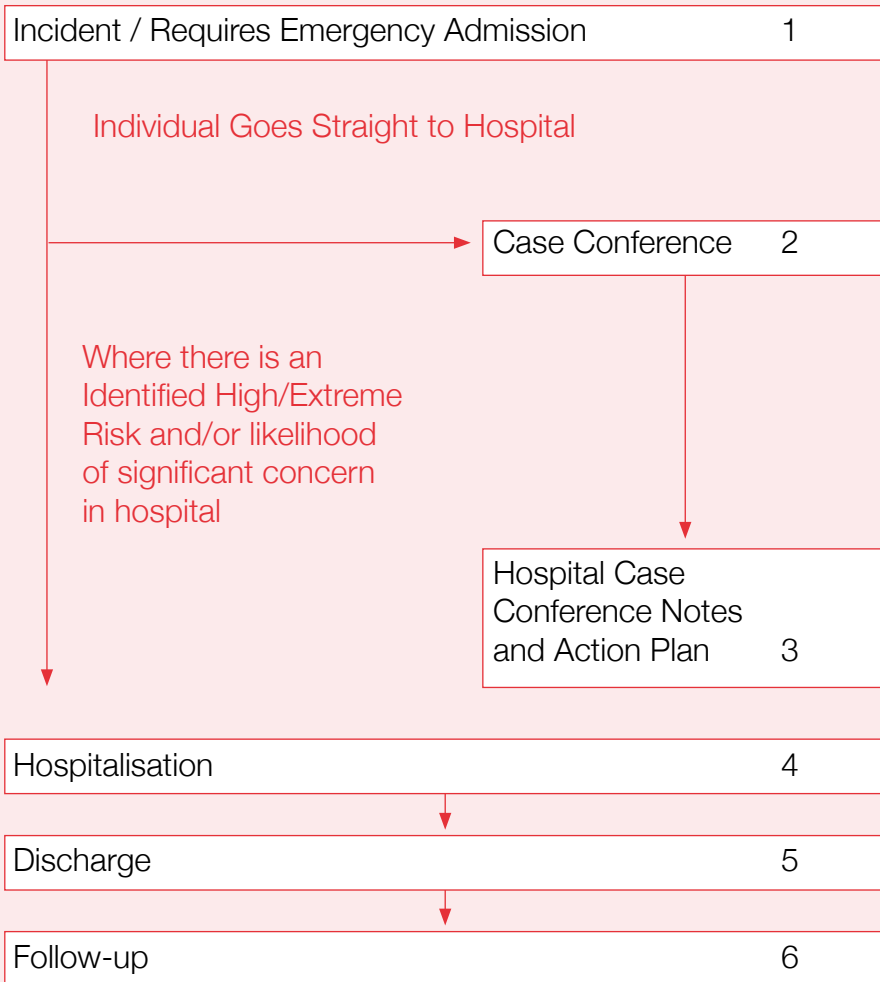 Incident / Requires Emergency Admission 1
Individual Goes Straight to Hospital
Case Conference 2
Where there is an
Identified High/Extreme
Risk and/or likelihood
of significant concern
in hospital
Hospital Case
Conference Notes
and Action Plan 3
Hospitalisation 4
Discharge 5
Follow-up 6